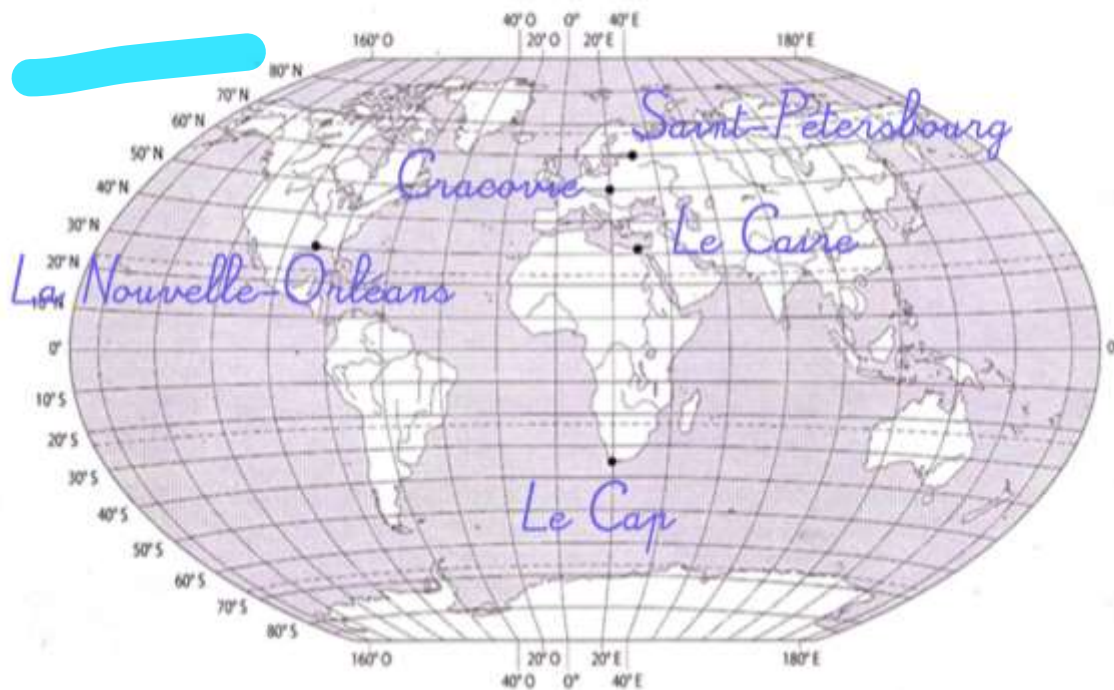 40° O 0° 40° E
160° O 20° O 20° E 180° E
80° N
70° N
60° N
Saint-Pétersbourg
50° N
Cracovie
40° N
30° N
Le Caire
20° N
La Nouvelle-Orléans
0° 0
10° S
20° S
30° S
Le Cap
40° S
50° S
60° S
70° S
80° S
160° O 20° O 20° E 180° E
40° O 0° 40° E